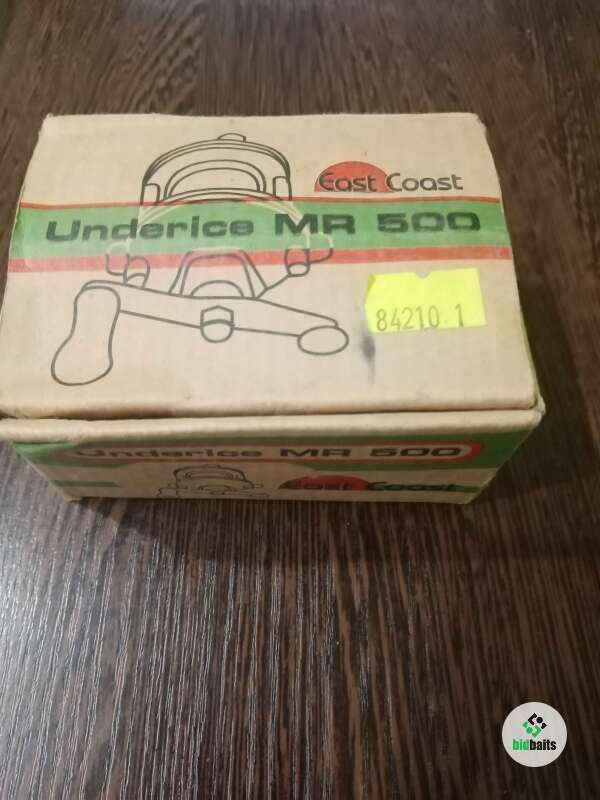 East Coast
Underice MR 500
84210 1
Underice MR 500
East Coast
bidbaits